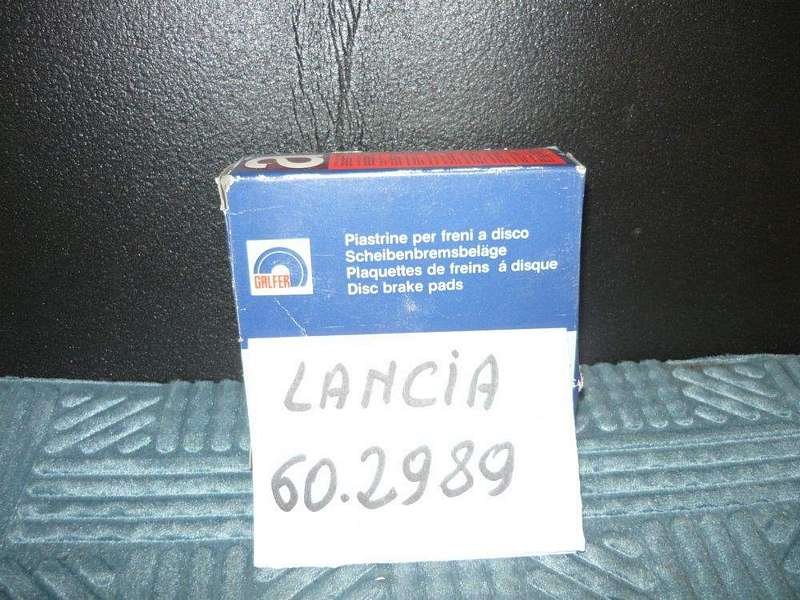 Piastrine per freni a disco
Scheibenbremsbeläge
Plaquettes de freins á disque
Disc brake pads
GALFER
LANCiA
60.2989